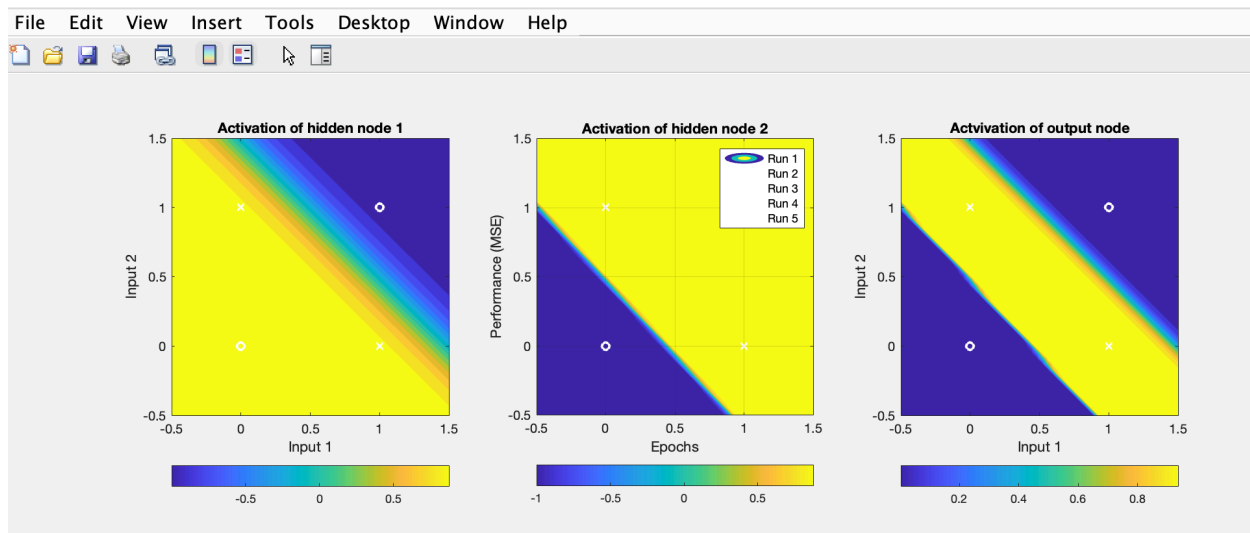 File Edit View Insert Tools Desktop Window Help
Activation of hidden node 1
1.5
1
0.5
0
-0.5
Input 2
-0.5 0 0.5 1 1.5
Input 1
-0.5 0 0.5
Activation of hidden node 2
Run 1
Run 2
Run 3
Run 4
Run 5
1.5
1
0.5
0
-0.5
Performance (MSE)
-0.5 0 0.5 1 1.5
Epochs
-1 -0.5 0 0.5
Actvivation of output node
1.5
1
0.5
0
-0.5
Input 2
-0.5 0 0.5 1 1.5
Input 1
0.2 0.4 0.6 0.8